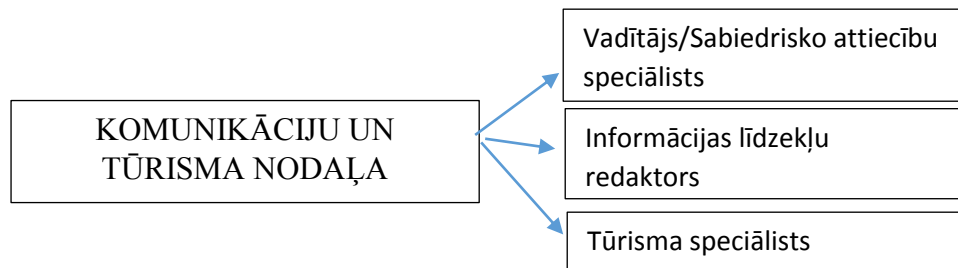 KOMUNIKĀCIJU UN
TŪRISMA NODAĻA
Vadītājs/Sabiedrisko attiecību
speciālists
Informācijas līdzekļu
redaktors
Tūrisma speciālists